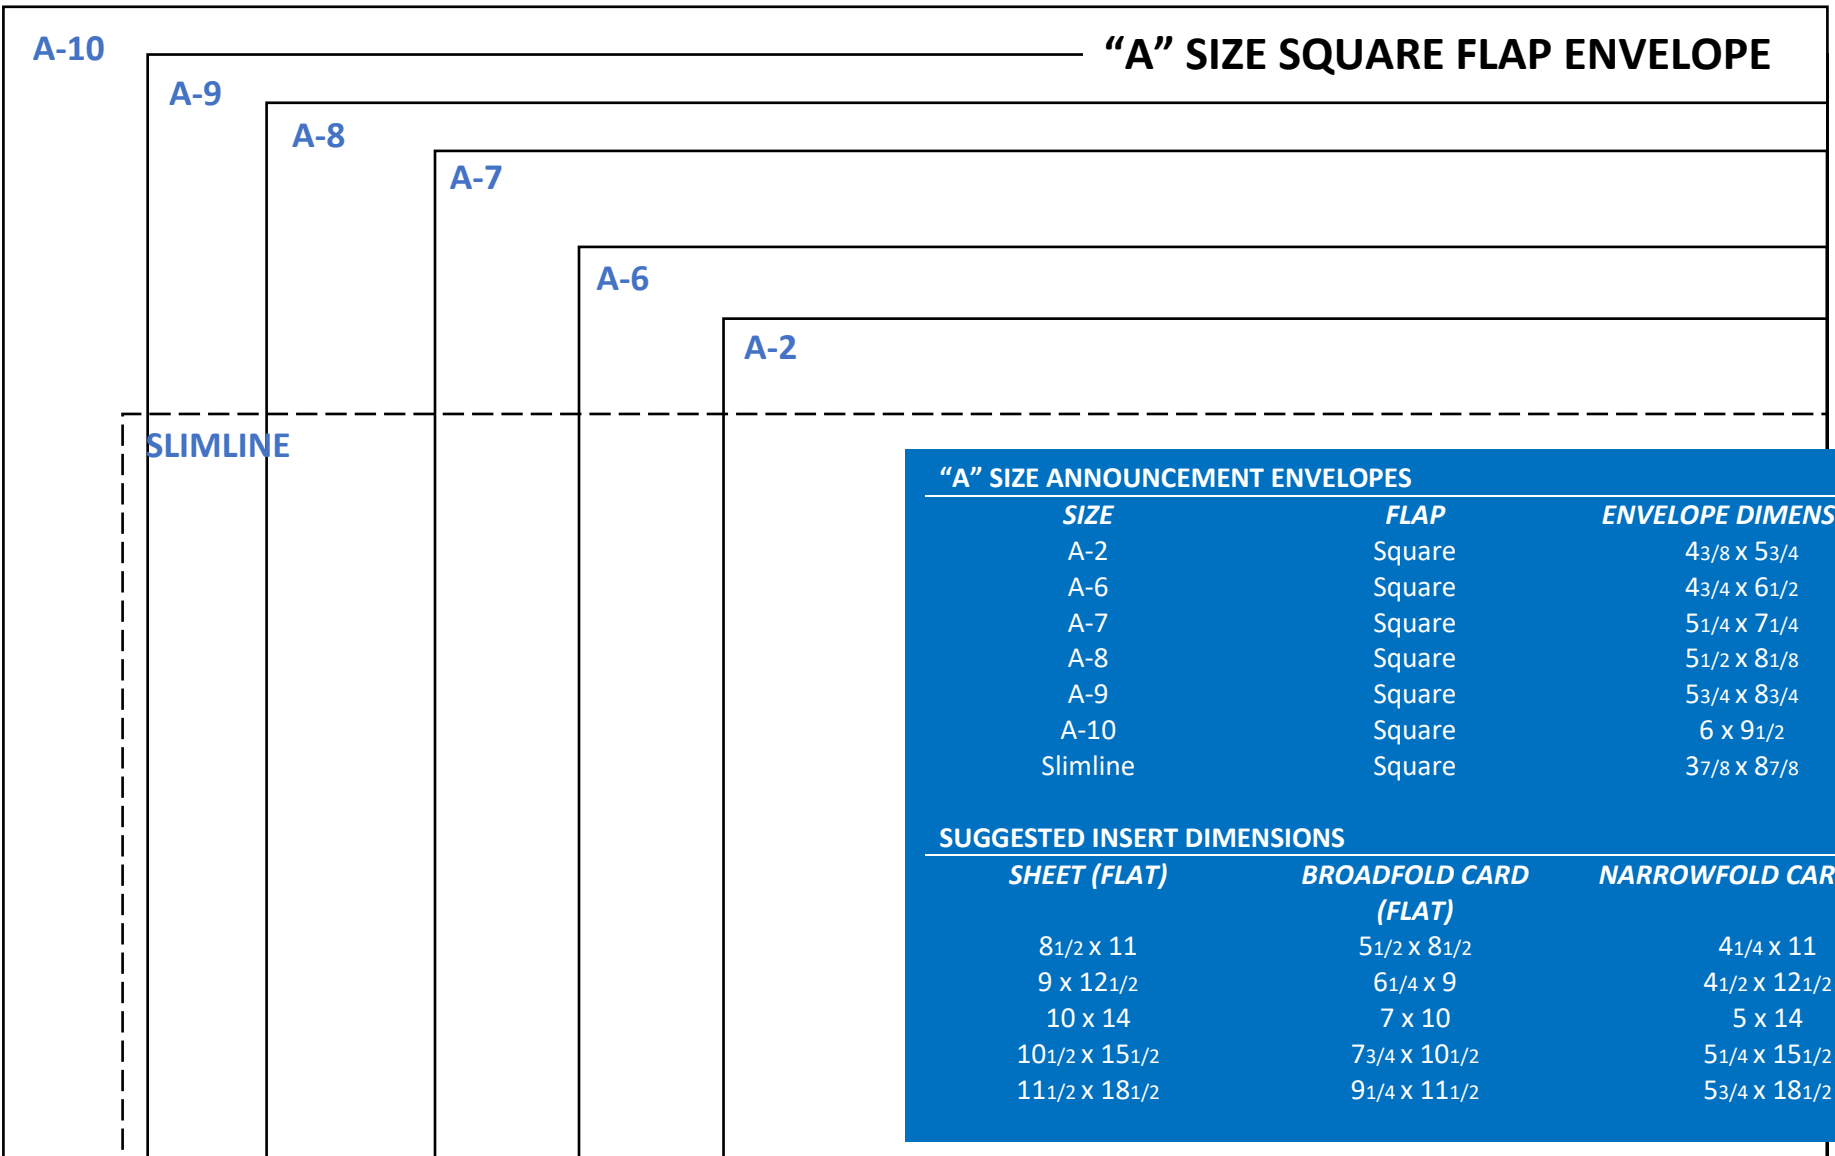 A-10
“A” SIZE SQUARE FLAP ENVELOPE
A-9
A-8
A-7
A-6
A-2
SLIMLINE
“A” SIZE ANNOUNCEMENT ENVELOPES
SIZE FLAP ENVELOPE DIMENS
A-2 Square 43/8 x 53/4
A-6 Square 43/4 x 61/2
A-7 Square 51/4 x 71/4
A-8 Square 51/2 x 81/8
A-9 Square 53/4 x 83/4
A-10 Square 6 x 91/2
Slimline Square 37/8 x 87/8
SUGGESTED INSERT DIMENSIONS
SHEET (FLAT) BROADFOLD CARD NARROWFOLD CAR
(FLAT)
81/2 x 11 51/2 x 81/2 41/4 x 11
9 x 121/2 61/4 x 9 41/2 x 121/2
10 x 14 7 x 10 5 x 14
101/2 x 151/2 73/4 x 101/2 51/4 x 151/2
111/2 x 181/2 91/4 x 111/2 53/4 x 181/2